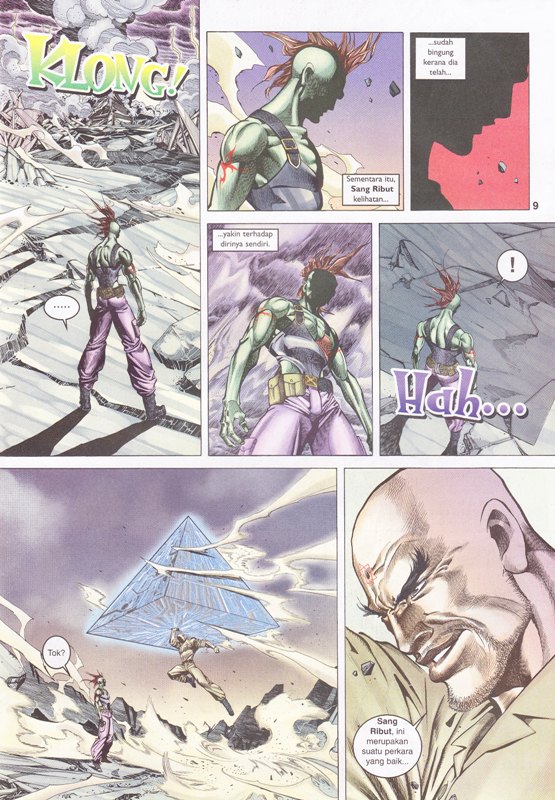 KLONG!
.....
Sementara itu,
Sang Ribut
kelihatan...
...sudah
bingung
kerana dia
telah...
9
...yakin terhadap
dirinya sendiri.
!
Hah...
Tok?
Sang
Ribut, ini
merupakan
suatu perkara
yang baik...